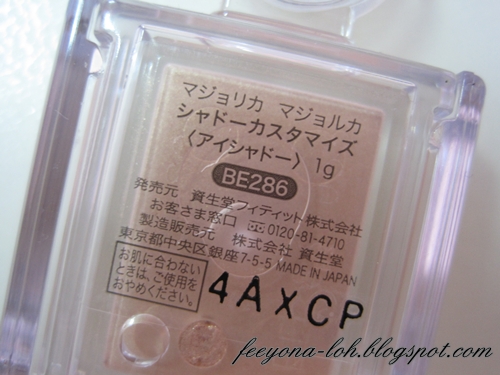 マジョリカ マジョルカ
シャドーカスタマイズ
〈アイシャドー〉 1g
BE286
発売元 資生堂フィティット株式会社
お客さま窓口 0120-81-4710
製造販売元 株式会社 資生堂
東京都中央区銀座7-5-5 MADE IN JAPAN
お肌に合わない
ときは、ご使用を
おやめください。
4AXCP
feeyona-loh.blogspot.com